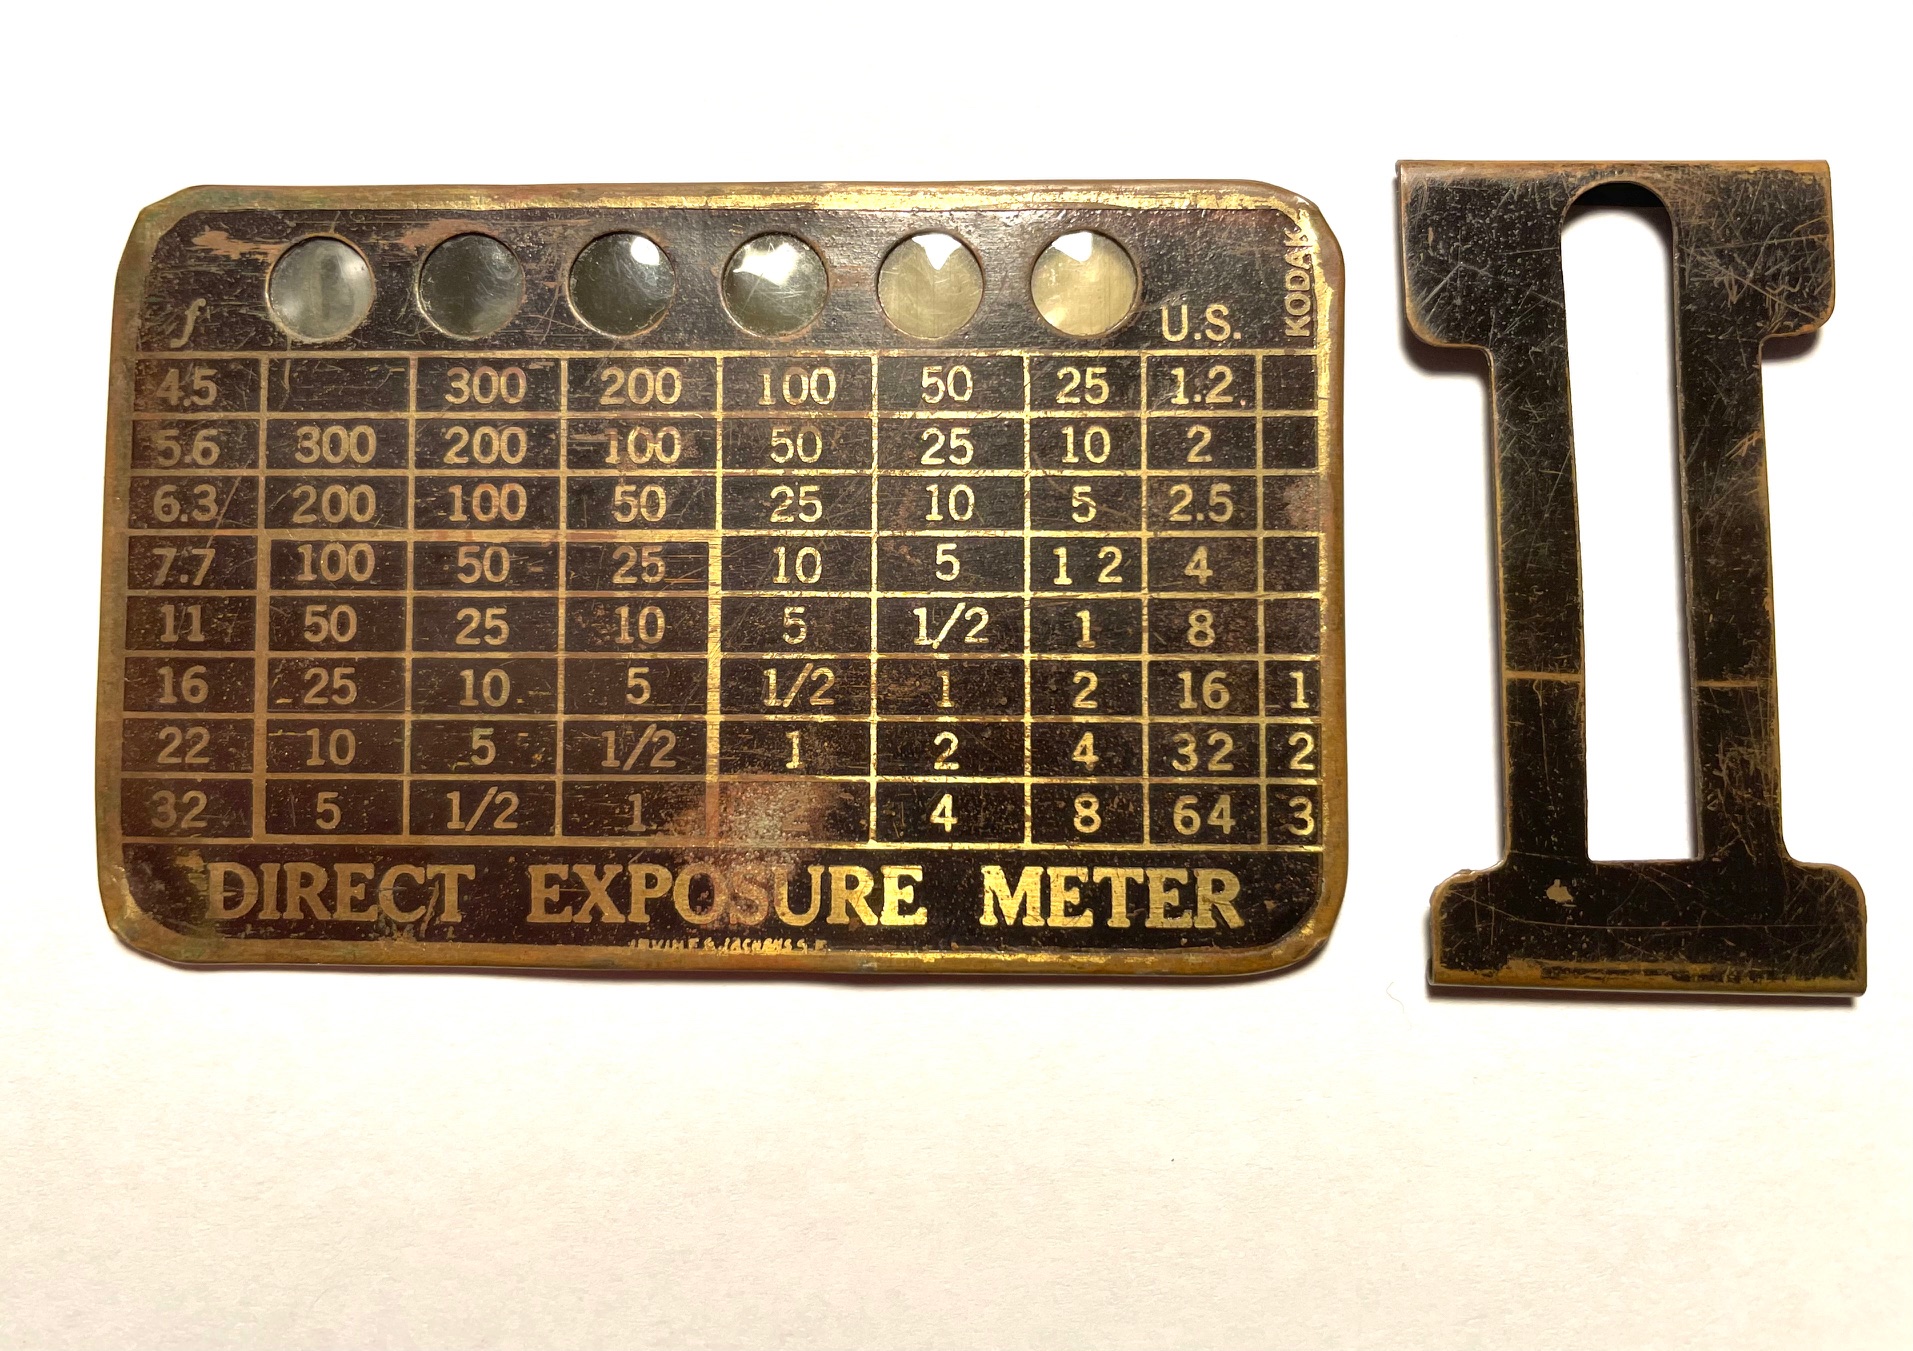 f U.S. KODAK
4.5 300 200 100 50 25 1.2
5.6 300 200 100 50 25 10 2
6.3 200 100 50 25 10 5 2.5
7.7 100 50 25 10 5 1 2 4
11 50 25 10 5 1/2 1 8
16 25 10 5 1/2 1 2 16 1
22 10 5 1/2 1 2 4 32 2
32 5 1/2 1 4 8 64 3
DIRECT EXPOSURE METER